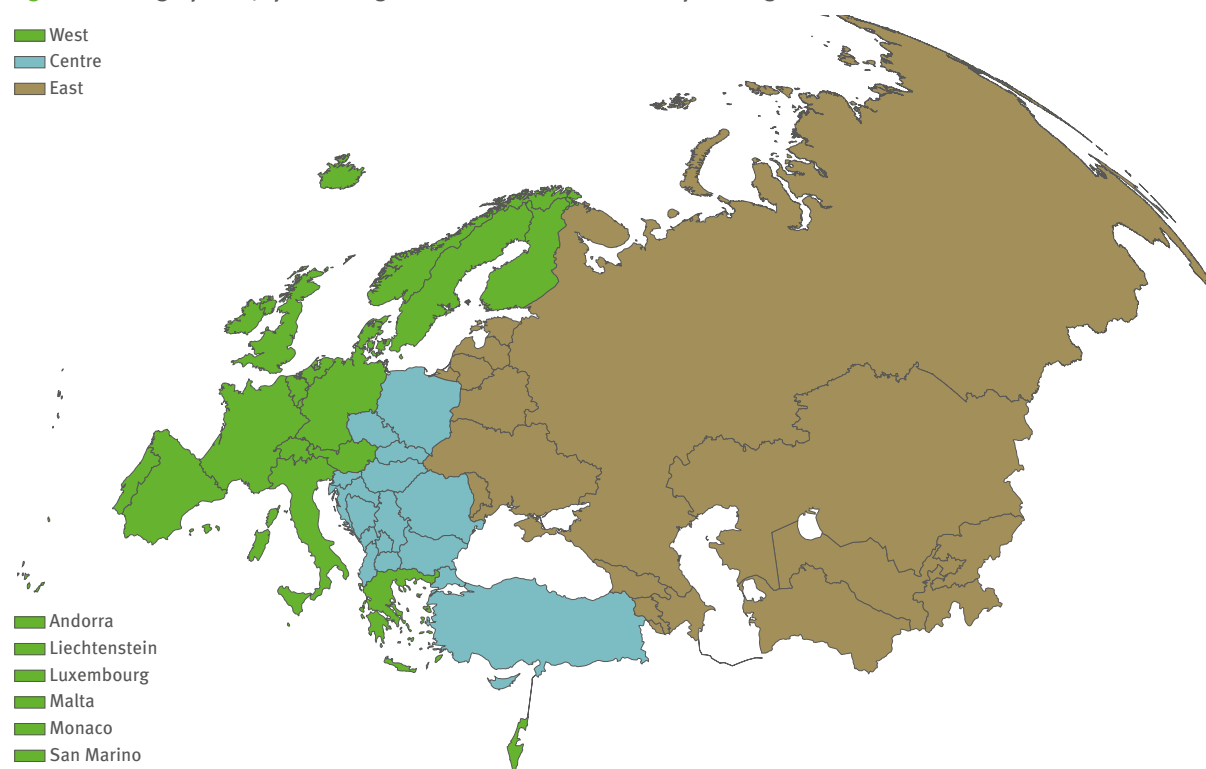 West
Centre
East
Andorra
Liechtenstein
Luxembourg
Malta
Monaco
San Marino